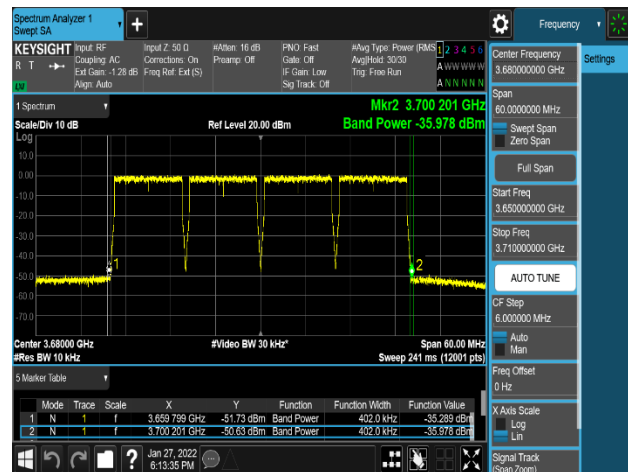 Spectrum Analyzer 1
Swept SA
Frequency
KEYSIGHT
R T
LW
Input: RF
Coupling: AC
Ext Gain: -1.28 dB
Align: Auto
Input Z: 50 Ω
Corrections: On
Freq Ref: Ext (S)
#Atten: 16 dB
Preamp: Off
PNO: Fast
Gate: Off
IF Gain: Low
Sig Track: Off
#Avg Type: Power (RMS)
Avg|Hold: 30/30
Trig: Free Run
1 2 3 4 5 6
A W W W W W
A N N N N N
1 Spectrum
Scale/Div 10 dB
Log
Ref Level 20.00 dBm
Mkr2 3.700 201 GHz
Band Power -35.978 dBm
10.0
0.00
-10.0
-20.0
-30.0
-40.0
-50.0
-60.0
-70.0
1
2
Center 3.68000 GHz
#Res BW 10 kHz
#Video BW 30 kHz*
Span 60.00 MHz
Sweep 241 ms (12001 pts)
5 Marker Table
Mode Trace Scale X Y Function Function Width Function Value
1 N 1 f 3.659 799 GHz -51.73 dBm Band Power 402.0 kHz -35.289 dBm
2 N 1 f 3.700 201 GHz -50.63 dBm Band Power 402.0 kHz -35.978 dBm
?
Jan 27, 2022
6:13:35 PM
Center Frequency
3.680000000 GHz
Settings
Span
60.0000000 MHz
Swept Span
Zero Span
Full Span
Start Freq
3.650000000 GHz
Stop Freq
3.710000000 GHz
AUTO TUNE
CF Step
6.000000 MHz
Auto
Man
Freq Offset
0 Hz
X Axis Scale
Log
Lin
Signal Track
(Span Zoom)